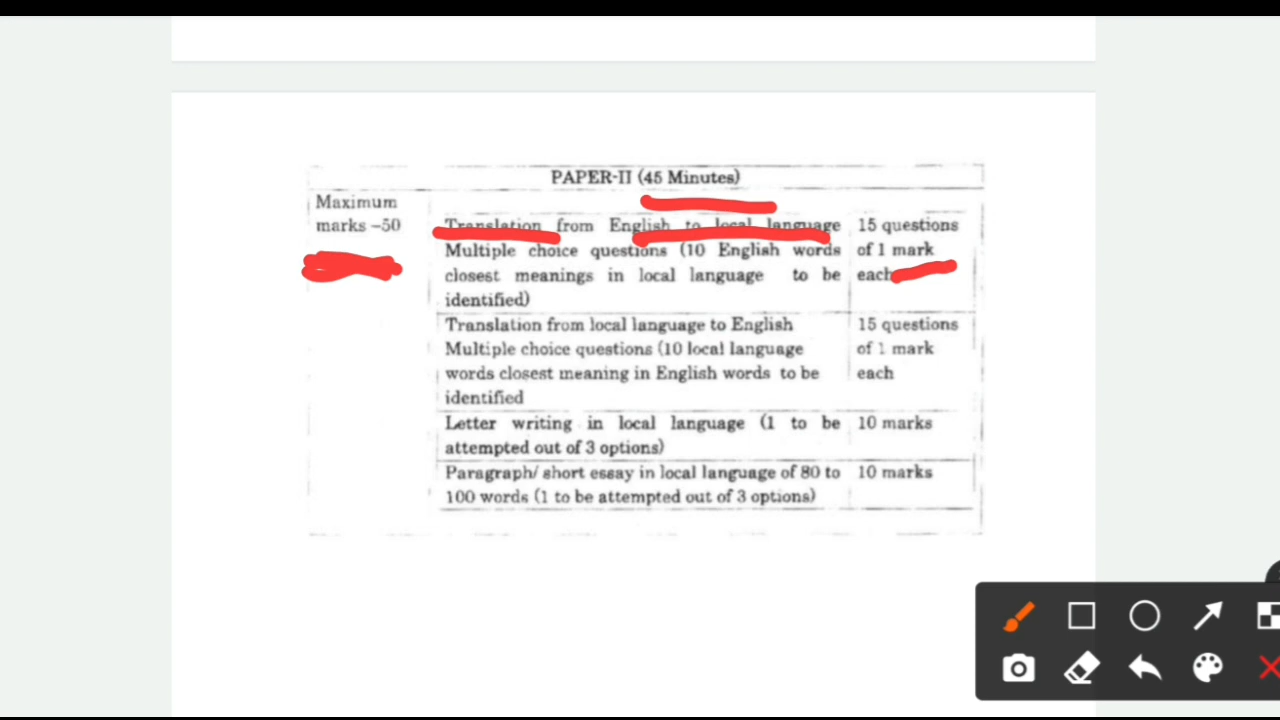 PAPER-II (45 Minutes)
Maximum
marks –50
Translation from English to local language
Multiple choice questions (10 English words
closest meanings in local language to be
identified)
15 questions
of 1 mark
each
Translation from local language to English
Multiple choice questions (10 local language
words closest meaning in English words to be
identified
15 questions
of 1 mark
each
Letter writing in local language (1 to be
attempted out of 3 options)
10 marks
Paragraph/ short essay in local language of 80 to
100 words (1 to be attempted out of 3 options)
10 marks